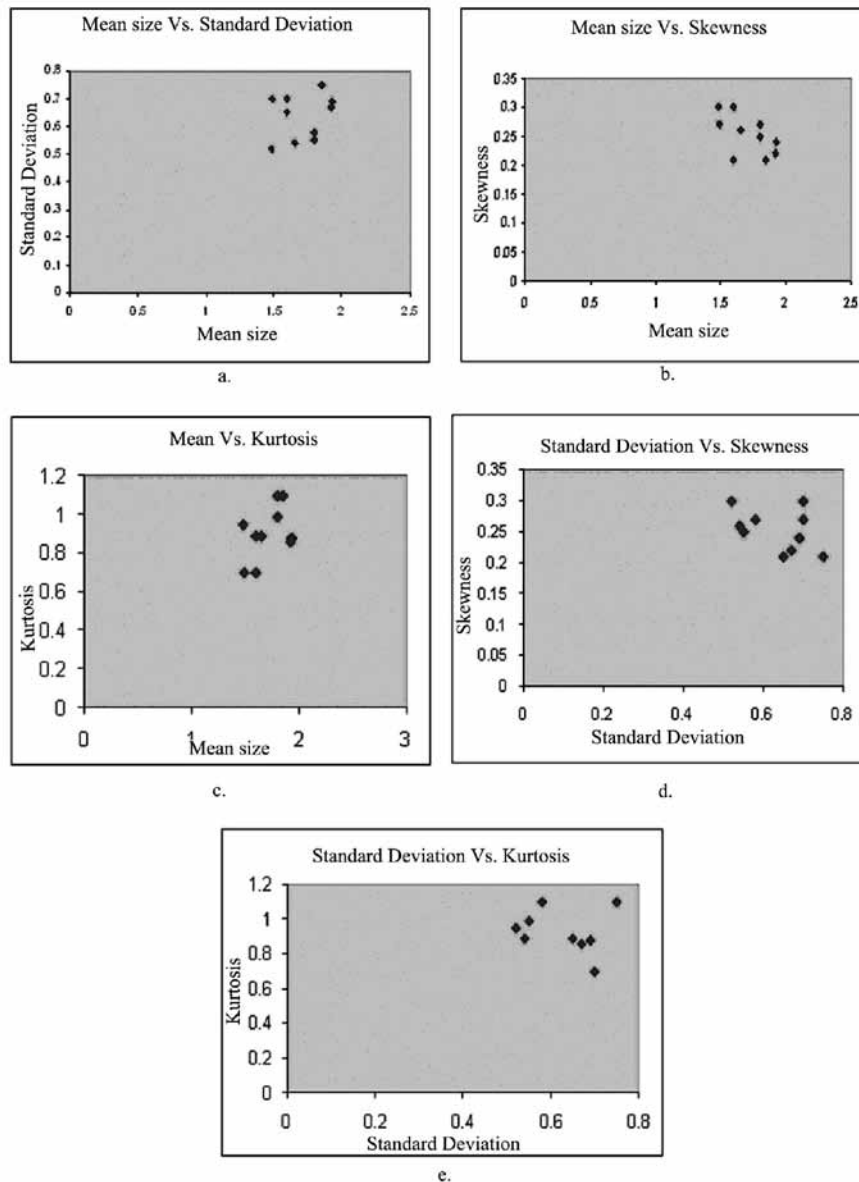 Mean size Vs. Standard Deviation
0.8
0.7
0.6
0.5
0.4
0.3
0.2
0.1
0
Standard Deviation
0 0.5 1 1.5 2 2.5
Mean size
a.
Mean size Vs. Skewness
0.35
0.3
0.25
0.2
0.15
0.1
0.05
0
Skewness
0 0.5 1 1.5 2 2.5
Mean size
b.
Mean Vs. Kurtosis
1.2
1
0.8
0.6
0.4
0.2
0
Kurtosis
0 1 2 3
Mean size
c.
Standard Deviation Vs. Skewness
0.35
0.3
0.25
0.2
0.15
0.1
0.05
0
Skewness
0 0.2 0.4 0.6 0.8
Standard Deviation
d.
Standard Deviation Vs. Kurtosis
1.2
1
0.8
0.6
0.4
0.2
0
Kurtosis
0 0.2 0.4 0.6 0.8
Standard Deviation
e.